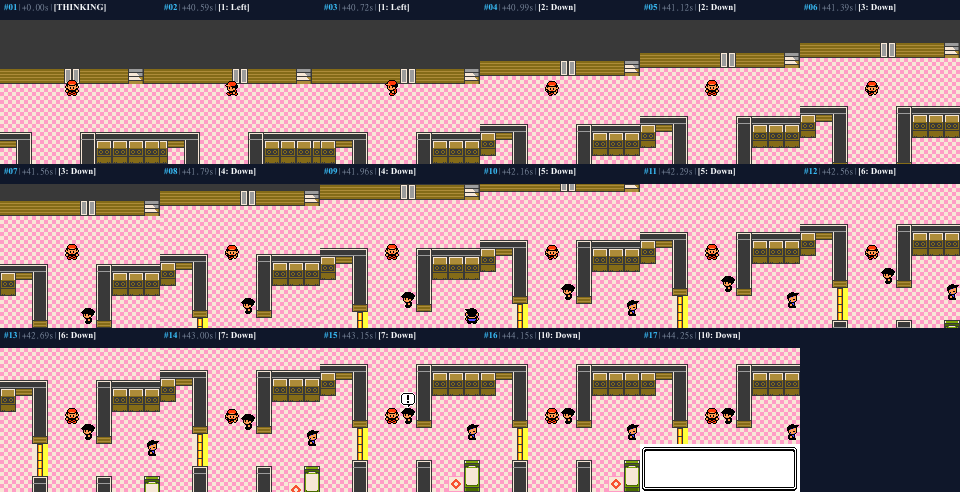 #01|+0.00s| [THINKING]
#02|+40.59s| [1: Left]
#03|+40.72s| [1: Left]
#04|+40.99s| [2: Down]
#05|+41.12s| [2: Down]
#06|+41.39s| [3: Down]
#07|+41.56s| [3: Down]
#08|+41.79s| [4: Down]
#09|+41.96s| [4: Down]
#10|+42.16s| [5: Down]
#11|+42.29s| [5: Down]
#12|+42.56s| [6: Down]
#13|+42.69s| [6: Down]
#14|+43.00s| [7: Down]
#15|+43.15s| [7: Down]
#16|+44.15s| [10: Down]
#17|+44.25s| [10: Down]
!